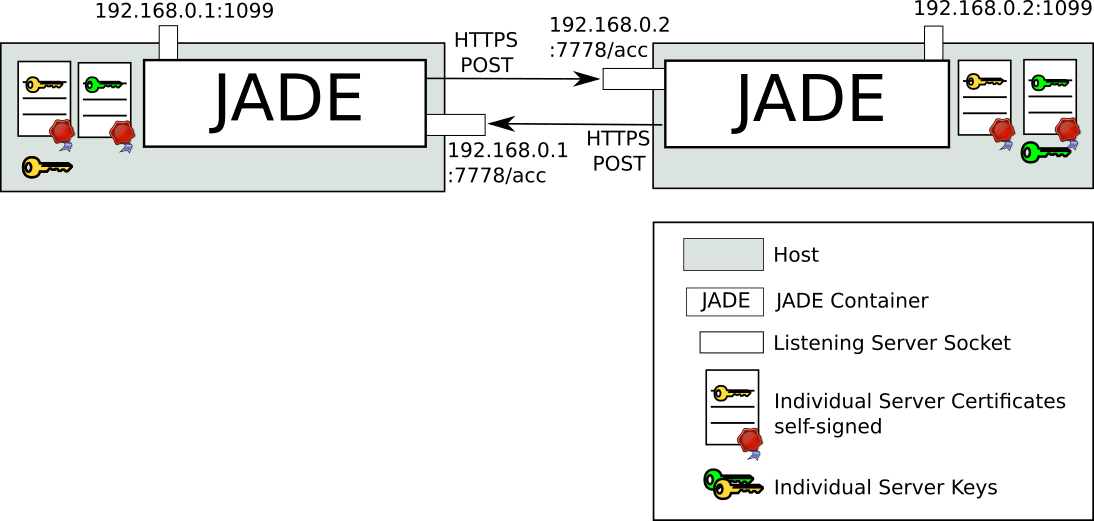 192.168.0.1:1099
192.168.0.2:1099
HTTPS
POST
192.168.0.2
:7778/acc
JADE
JADE
192.168.0.1
:7778/acc
HTTPS
POST
Host
JADE
JADE Container
Listening Server Socket
Individual Server Certificates
self-signed
Individual Server Keys